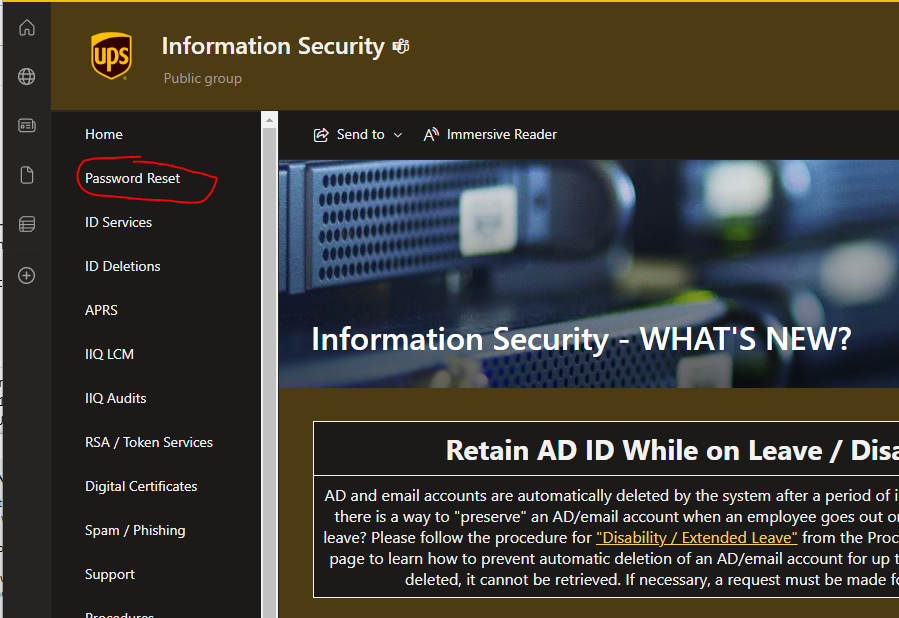 ups
Information Security
Public group
Home
Password Reset
ID Services
ID Deletions
APRS
IIQ LCM
IIQ Audits
RSA / Token Services
Digital Certificates
Spam / Phishing
Support
Procedures
Send to
Immersive Reader
Information Security - WHAT'S NEW?
Retain AD ID While on Leave / Disa
AD and email accounts are automatically deleted by the system after a period of i
there is a way to "preserve" an AD/email account when an employee goes out o
leave? Please follow the procedure for "Disability / Extended Leave" from the Proc
page to learn how to prevent automatic deletion of an AD/email account for up t
deleted, it cannot be retrieved. If necessary, a request must be made fo